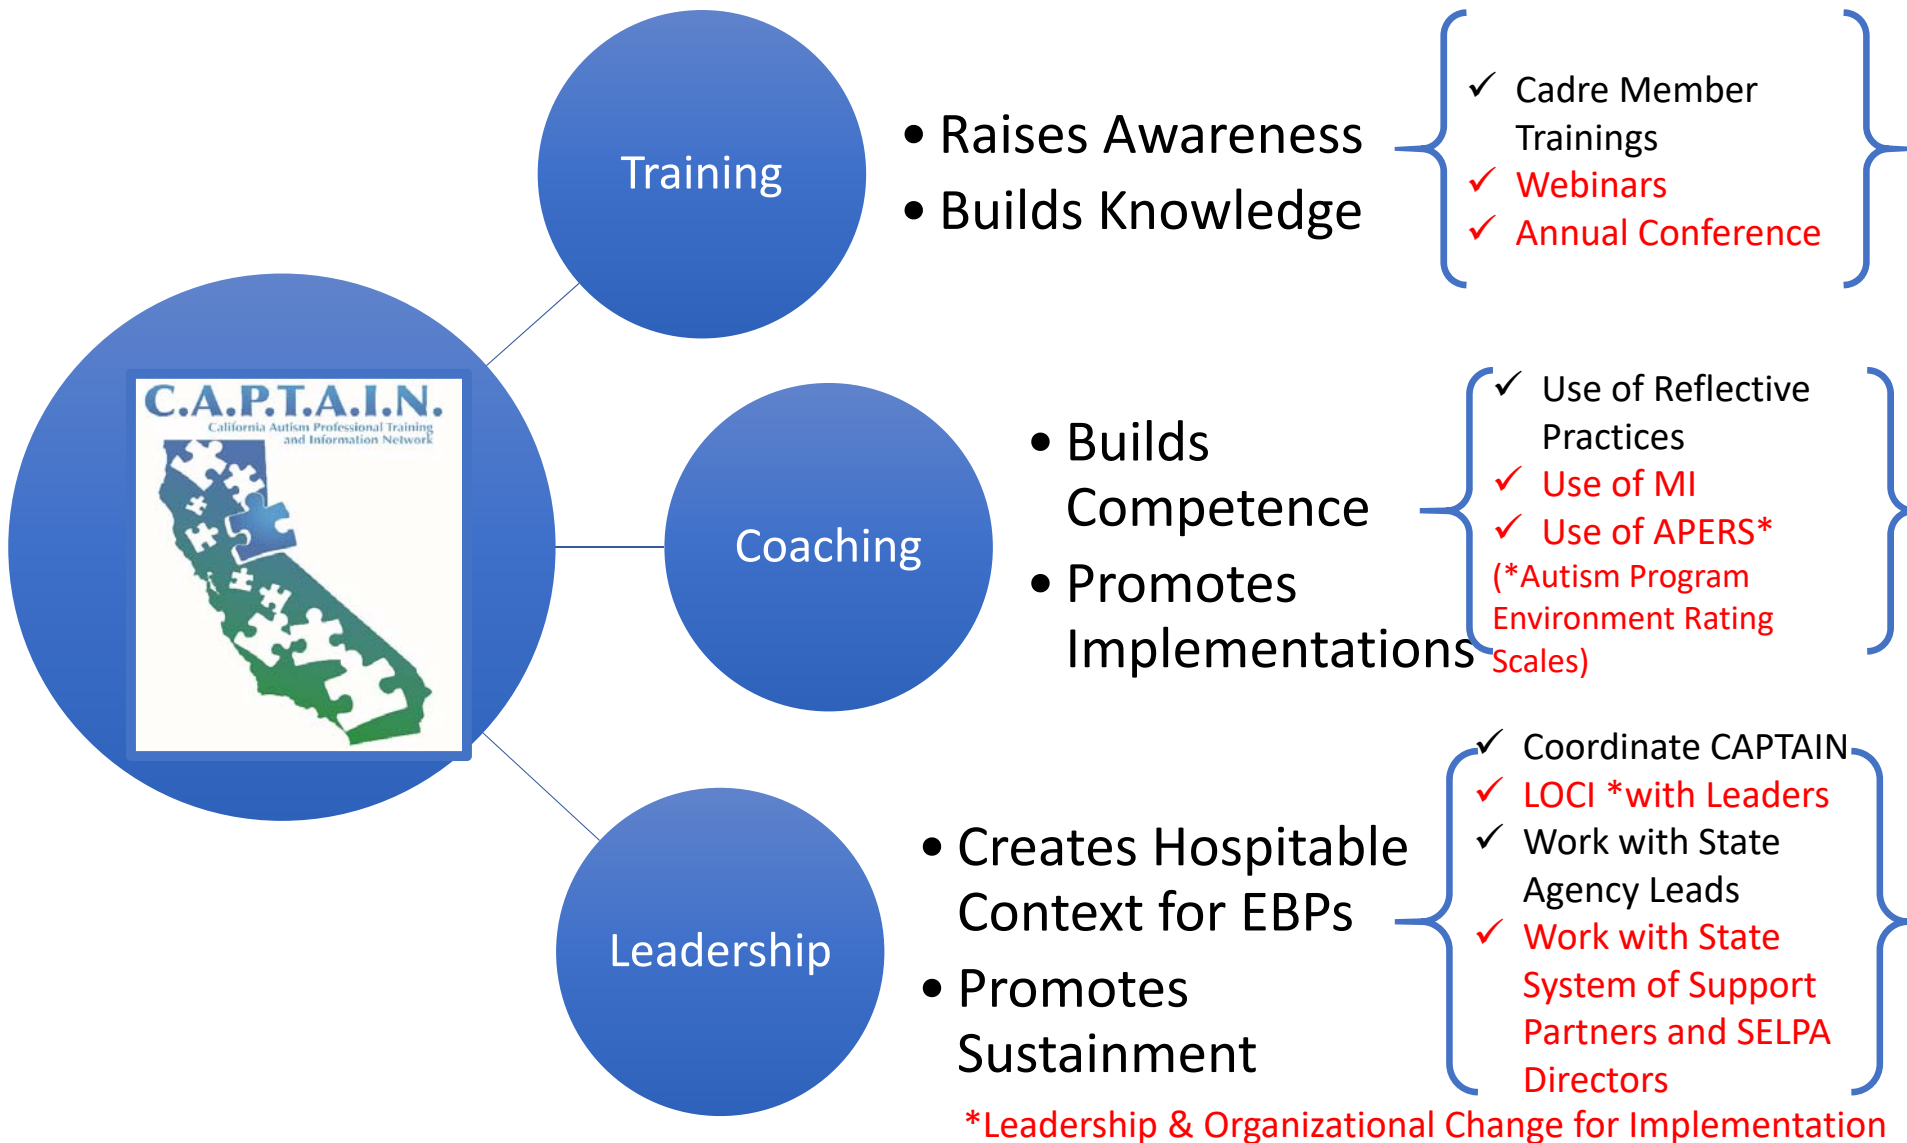 Training
• Raises Awareness
• Builds Knowledge
✓ Cadre Member
Trainings
✓ Webinars
✓ Annual Conference
C.A.P.T.A.I.N.
California Autism Professional Training
and Information Network
Coaching
• Builds
Competence
• Promotes
Implementations
✓ Use of Reflective
Practices
✓ Use of MI
✓ Use of APERS*
(*Autism Program
Environment Rating
Scales)
Leadership
• Creates Hospitable
Context for EBPs
• Promotes
Sustainment
✓ Coordinate CAPTAIN
✓ LOCI *with Leaders
✓ Work with State
Agency Leads
✓ Work with State
System of Support
Partners and SELPA
Directors
*Leadership & Organizational Change for Implementation